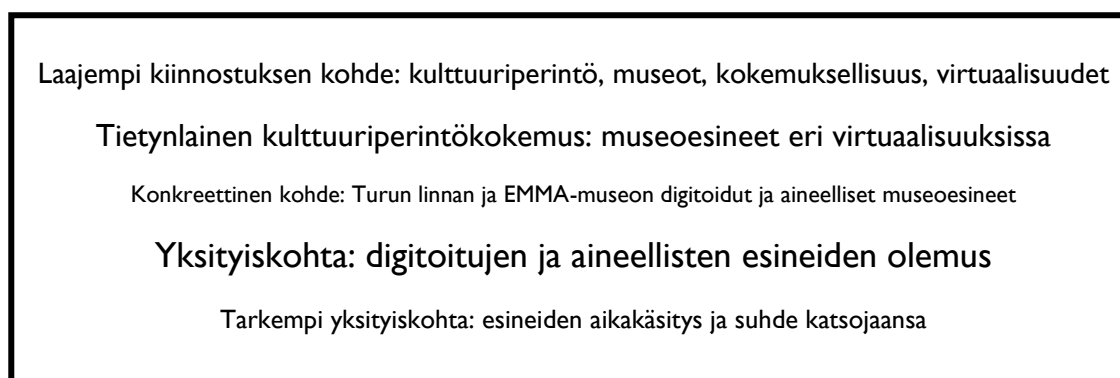 Laajempi kiinnostuksen kohde: kulttuuriperintö, museot, kokemuksellisuus, virtuaalisuudet
Tietynlainen kulttuuriperintökokemus: museoesineet eri virtuaalisuuksissa
Konkreettinen kohde: Turun linnan ja EMMA-museon digitoidut ja aineelliset museoesineet
Yksityiskohta: digitoitujen ja aineellisten esineiden olemus
Tarkempi yksityiskohta: esineiden aikakäsitys ja suhde katsojaansa